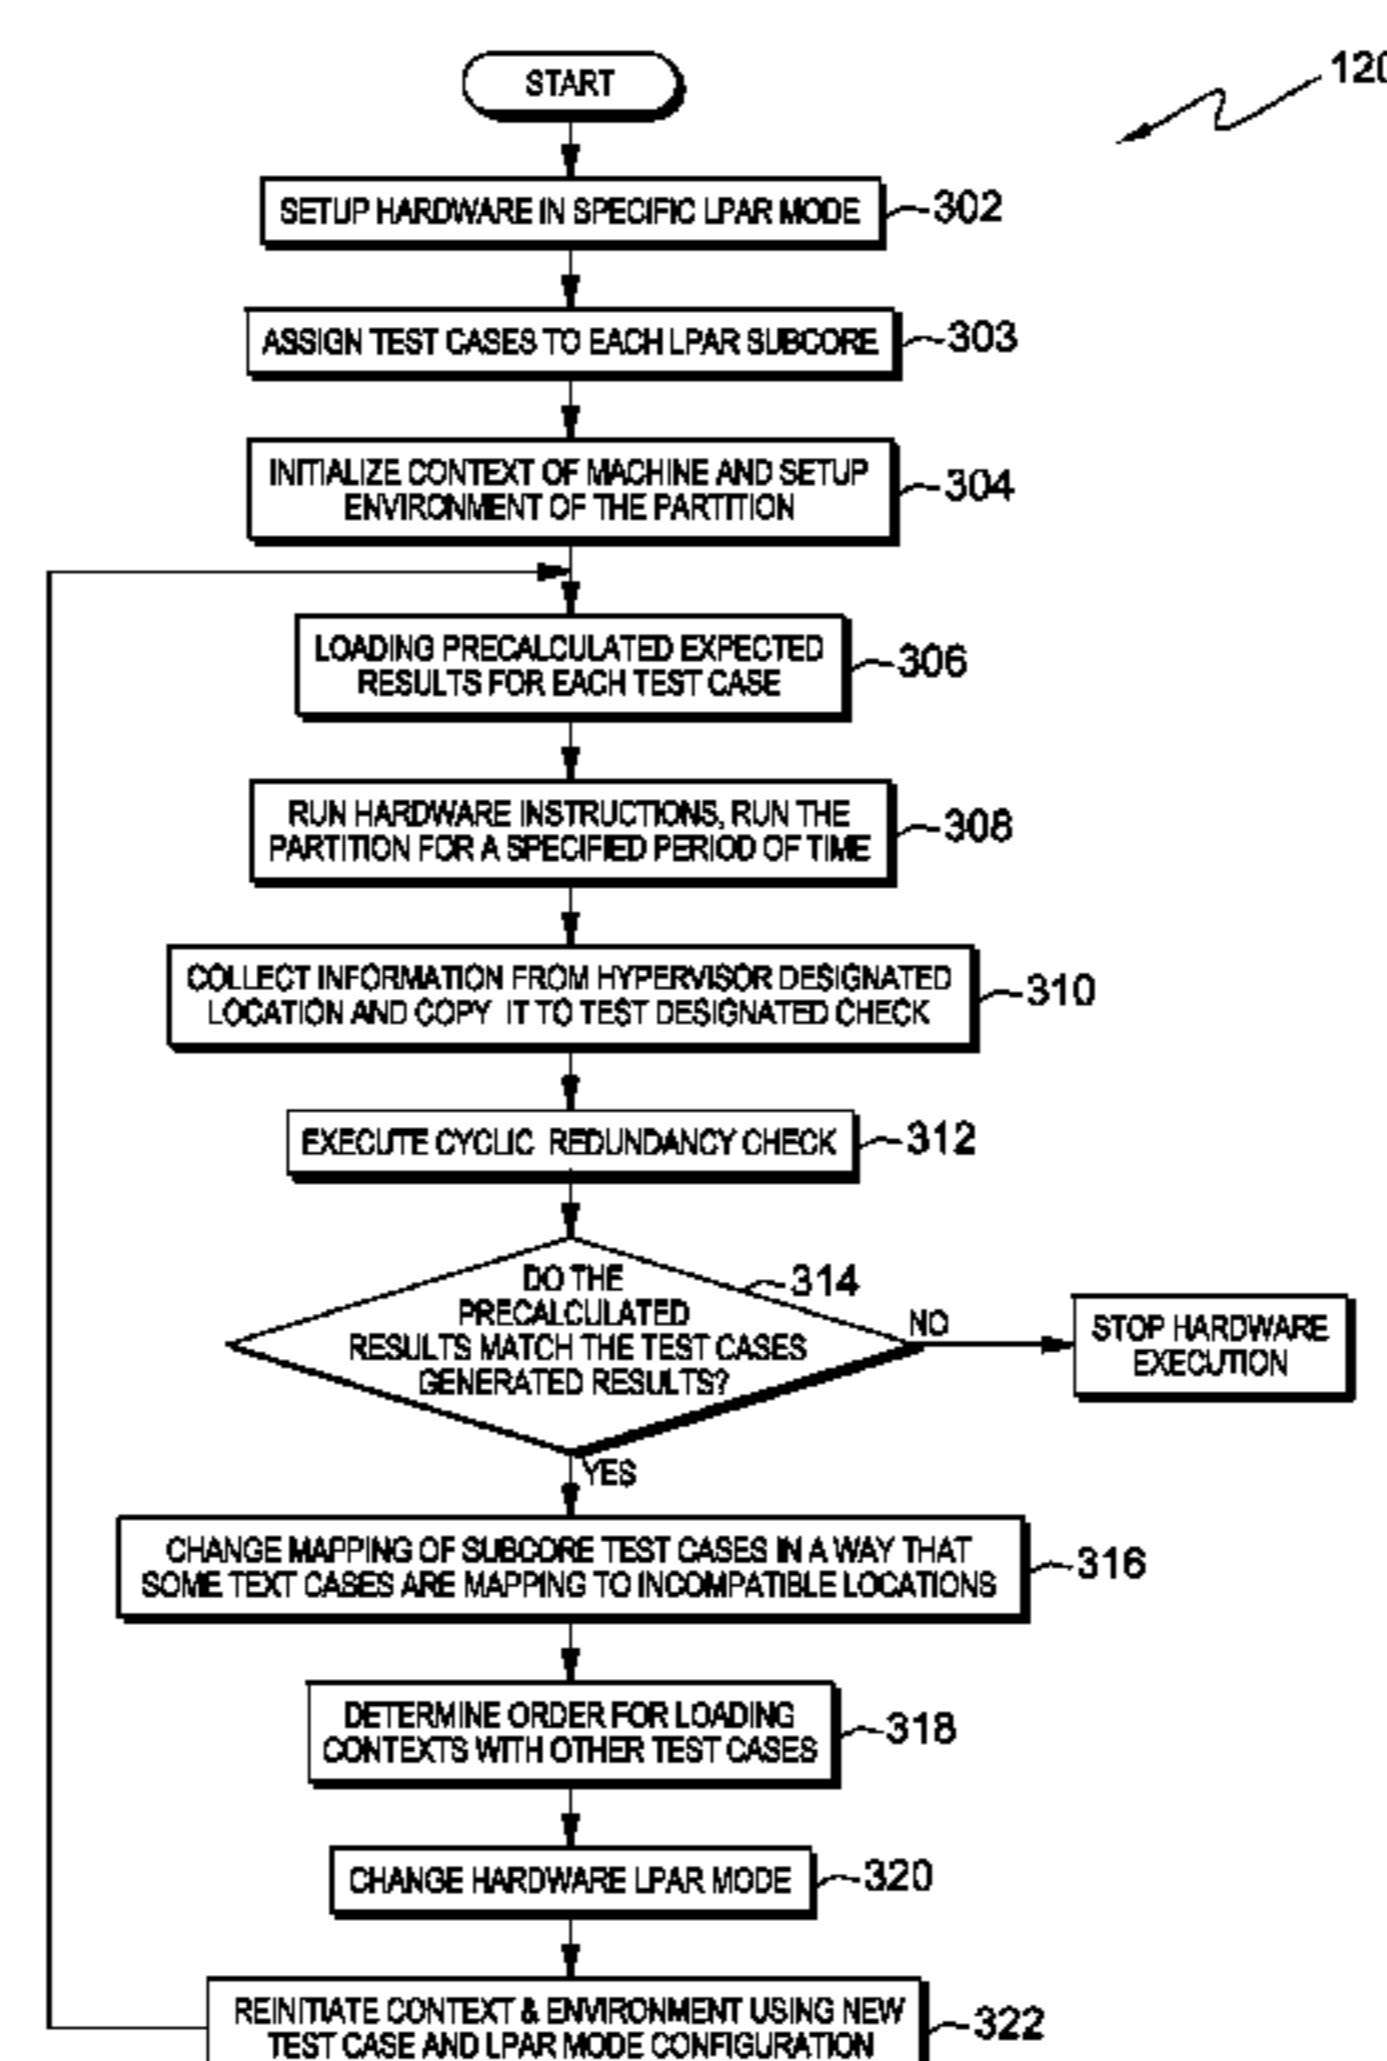 START
120
SETUP HARDWARE IN SPECIFIC LPAR MODE
302
ASSIGN TEST CASES TO EACH LPAR SUBCORE
303
INITIALIZE CONTEXT OF MACHINE AND SETUP
ENVIRONMENT OF THE PARTITION
304
LOADING PRECALCULATED EXPECTED
RESULTS FOR EACH TEST CASE
306
RUN HARDWARE INSTRUCTIONS, RUN THE
PARTITION FOR A SPECIFIED PERIOD OF TIME
308
COLLECT INFORMATION FROM HYPERVISOR DESIGNATED
LOCATION AND COPY IT TO TEST DESIGNATED CHECK
310
EXECUTE CYCLIC REDUNDANCY CHECK
312
DO THE
PRECALCULATED
RESULTS MATCH THE TEST CASES
GENERATED RESULTS?
314
NO
STOP HARDWARE
EXECUTION
YES
CHANGE MAPPING OF SUBCORE TEST CASES IN A WAY THAT
SOME TEXT CASES ARE MAPPING TO INCOMPATIBLE LOCATIONS
316
DETERMINE ORDER FOR LOADING
CONTEXTS WITH OTHER TEST CASES
318
CHANGE HARDWARE LPAR MODE
320
REINITIATE CONTEXT & ENVIRONMENT USING NEW
TEST CASE AND LPAR MODE CONFIGURATION
322